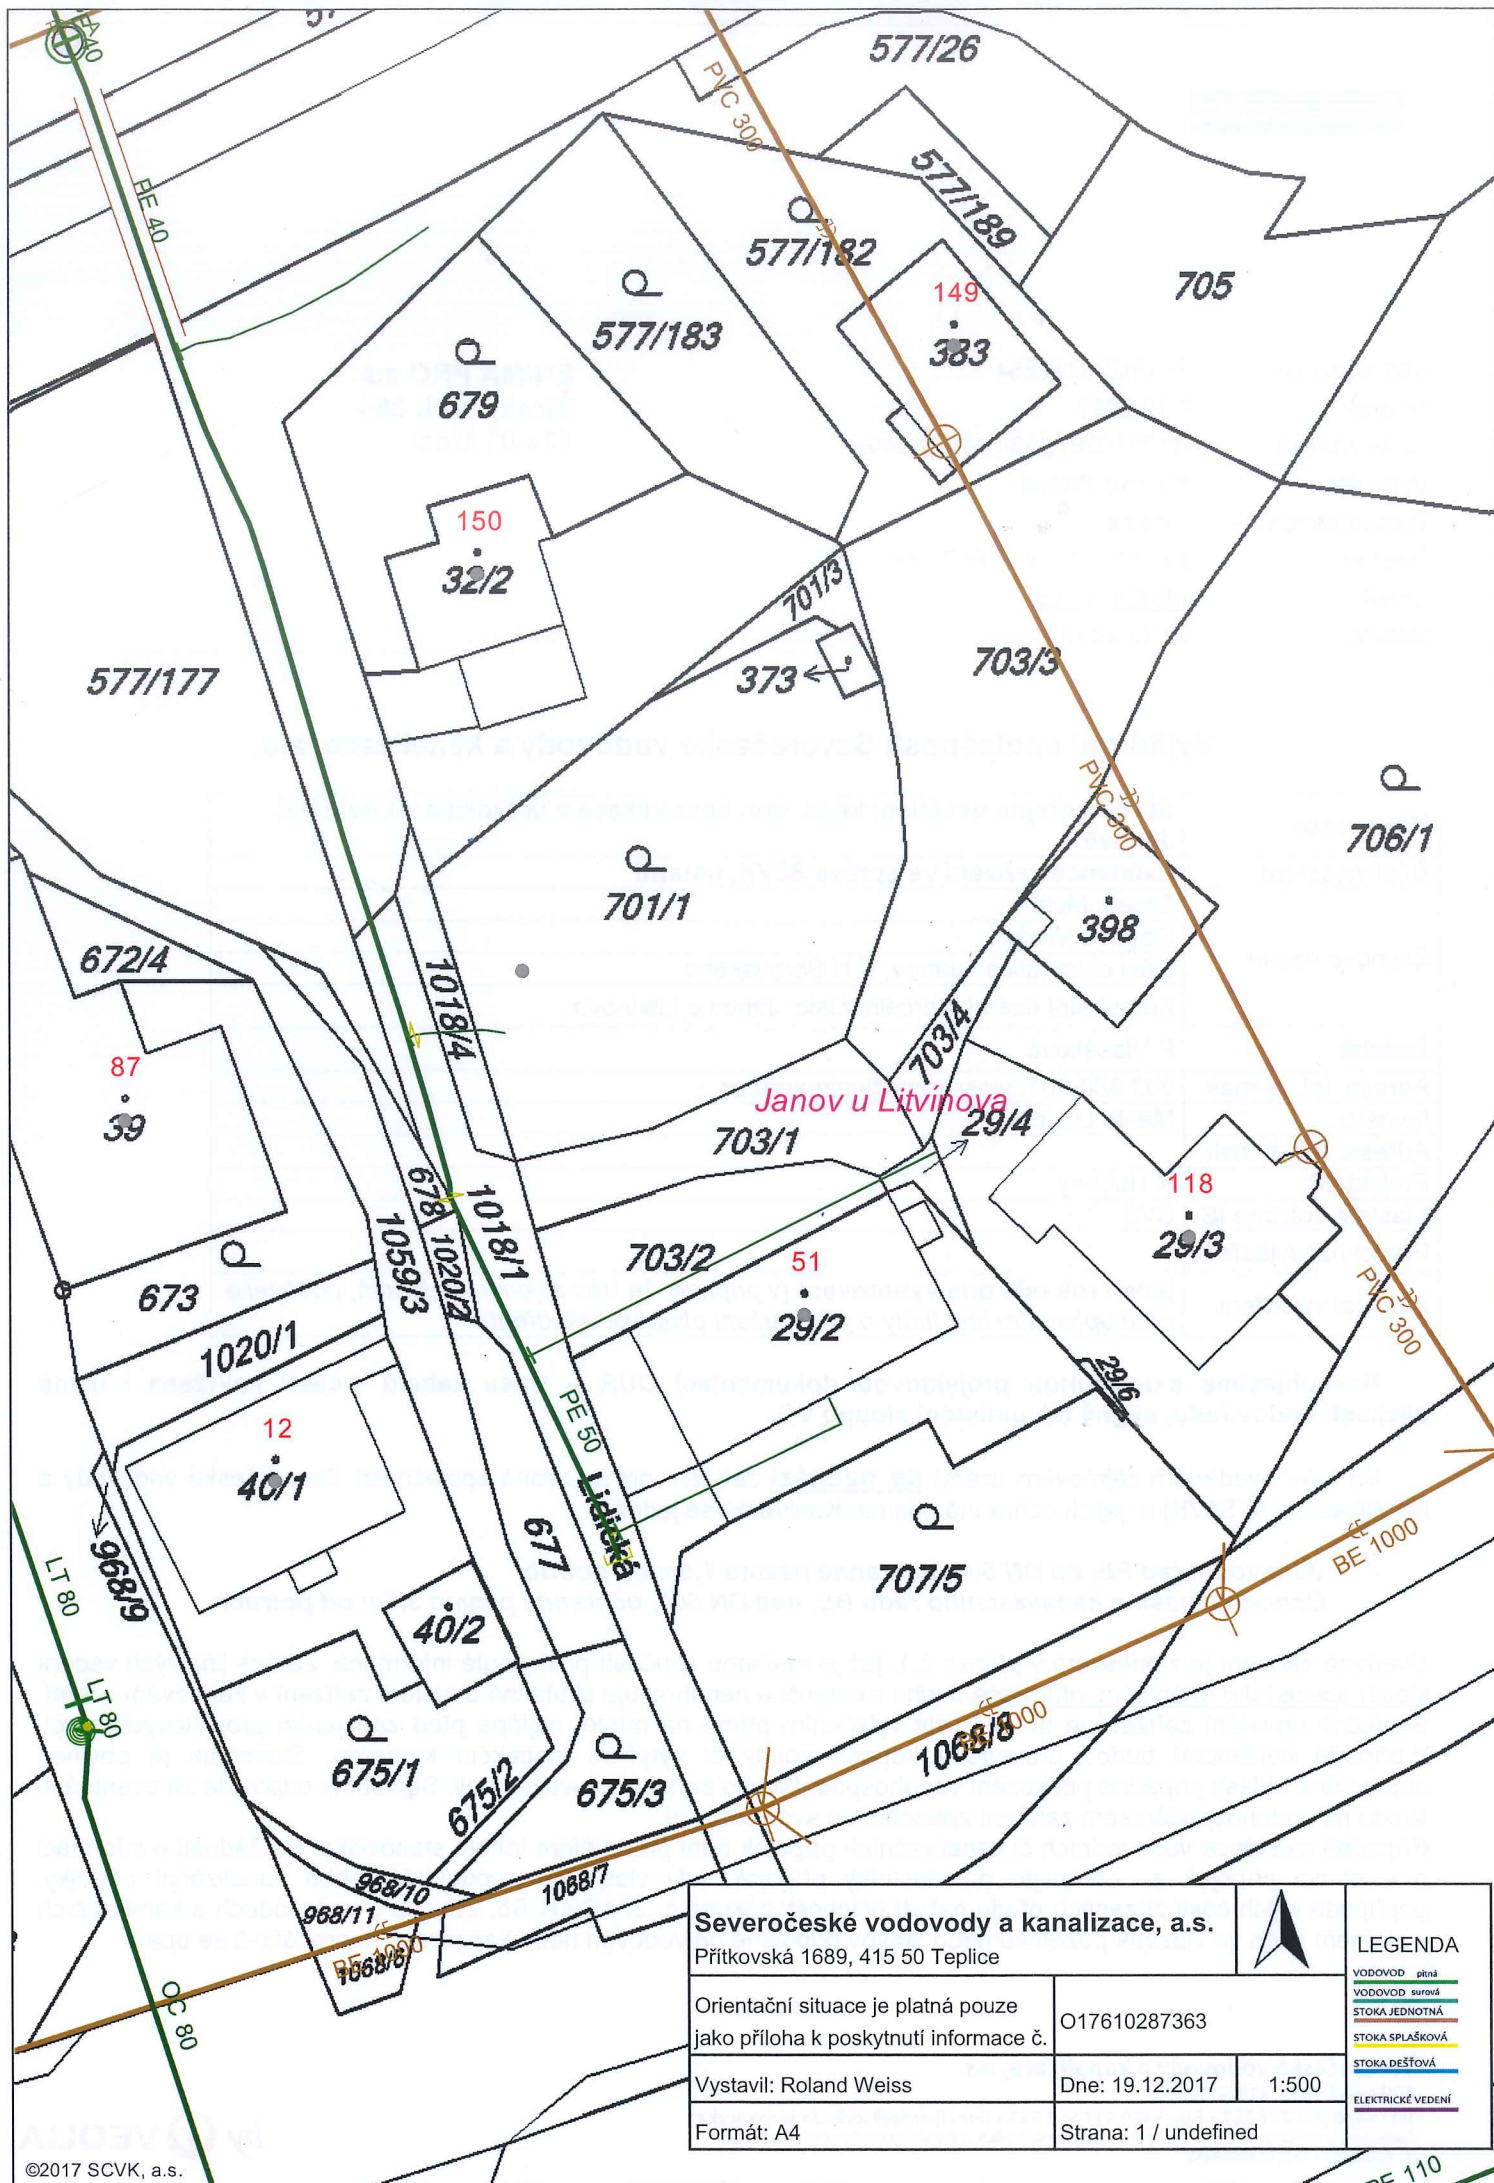 577/26
PE 40
PVC 300
PE 40
577/189
577/182
705
149
383
577/183
679
150
32/2
701/3
577/177
373
703/3
PVC 300
706/1
701/1
398
672/4
1018/4
703/4
87
39
Janov u Litvínova
29/4
703/1
678
1018/1
118
29/3
1059/3
1020/2
703/2
51
29/2
673
PVC 300
1020/1
29/6
PE 50
12
40/1
Lidická
677
968/9
LT 80
BE 1000
707/5
40/2
LT 80
BE 1000
1068/8
675/1
675/2
675/3
968/10
1068/7
968/11
BE 1000
1068/6
OC 80
Severočeské vodovody a kanalizace, a.s.
Přítkovská 1689, 415 50 Teplice
Orientační situace je platná pouze
jako příloha k poskytnutí informace č.
O17610287363
Vystavil: Roland Weiss
Dne: 19.12.2017 1:500
Formát: A4
Strana: 1 / undefined
LEGENDA
VODOVOD pitná
VODOVOD surová
STOKA JEDNOTNÁ
STOKA SPLAŠKOVÁ
STOKA DEŠŤOVÁ
ELEKTRICKÉ VEDENÍ
©2017 SCVK, a.s.
PE 110